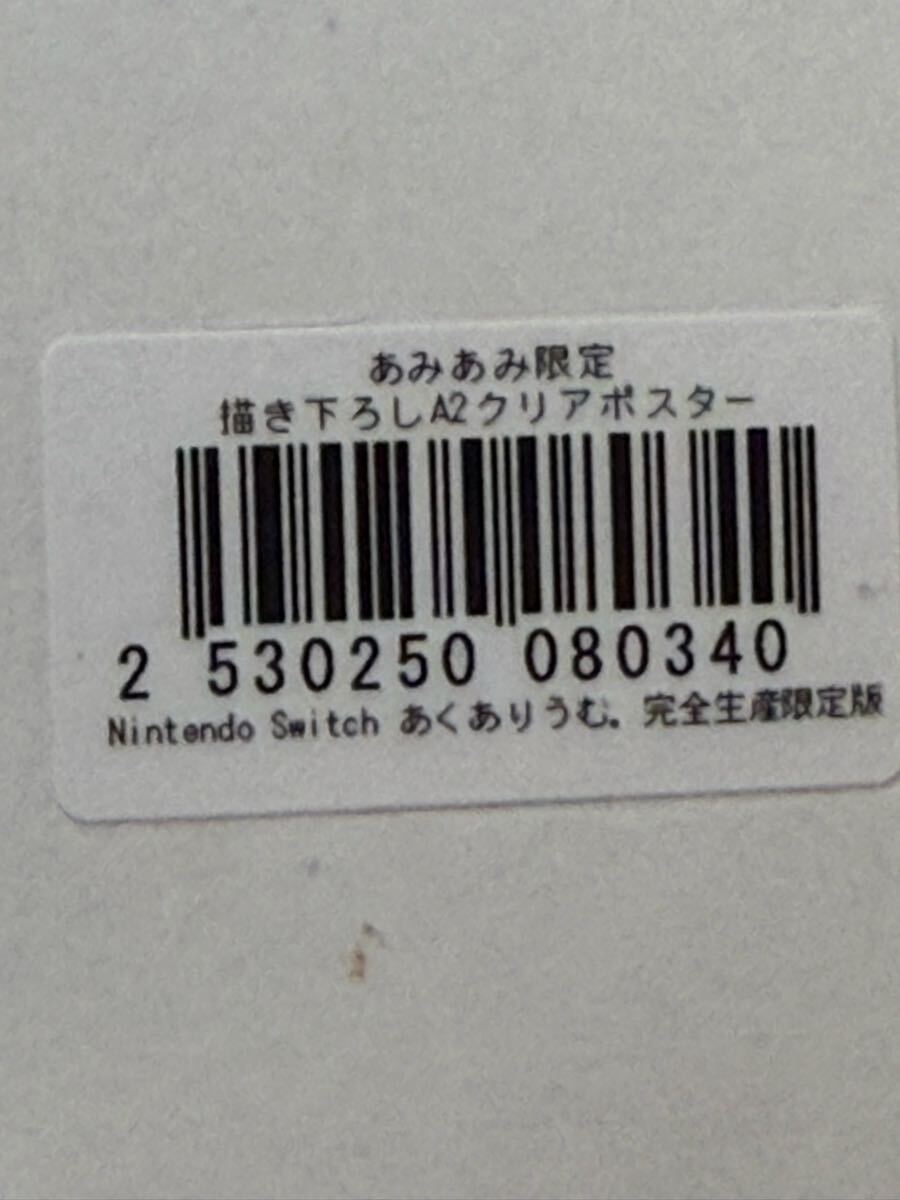 あみあみ限定
描き下ろしA2クリアポスター
2 530250 080340
Nintendo Switch あくありうむ。 完全生産限定版